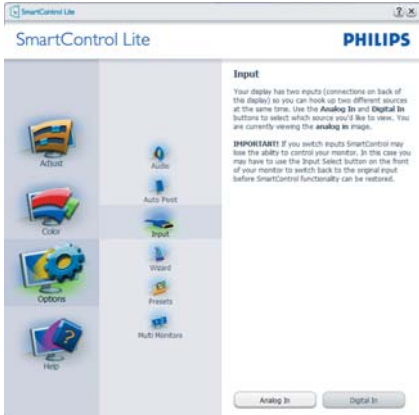 SmartControl Lite
SmartControl Lite
PHILIPS
Adjust
Color
Options
Help
Audio
Auto Pivot
Input
Wizard
Presets
Multi Monitors
Input
Your display has two inputs (connections on back of
the display) so you can hook up two different sources
at the same time. Use the Analog In and Digital In
buttons to select which source you'd like to view. You
are currently viewing the analog in image.
IMPORTANT! If you switch inputs SmartControl may
lose the ability to control your monitor. In this case you
may have to use the Input Select button on the front
of your monitor to switch back to the orginal input
before SmartControl functionality can be restored.
Analog In
Digital In